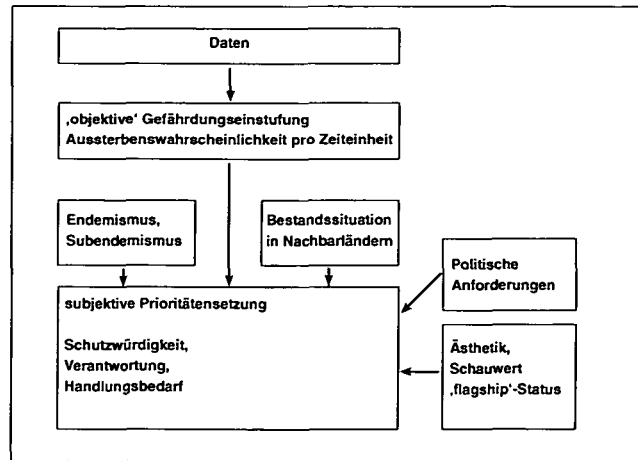 Daten
‚objektive‘ Gefährdungseinstufung
Aussterbenswahrscheinlichkeit pro Zeiteinheit
Endemismus,
Subendemismus
Bestandssituation
in Nachbarländern
Politische
Anforderungen
subjektive Prioritätensetzung
Schutzwürdigkeit,
Verantwortung,
Handlungsbedarf
Ästhetik,
Schauwert
‚flagship‘-Status